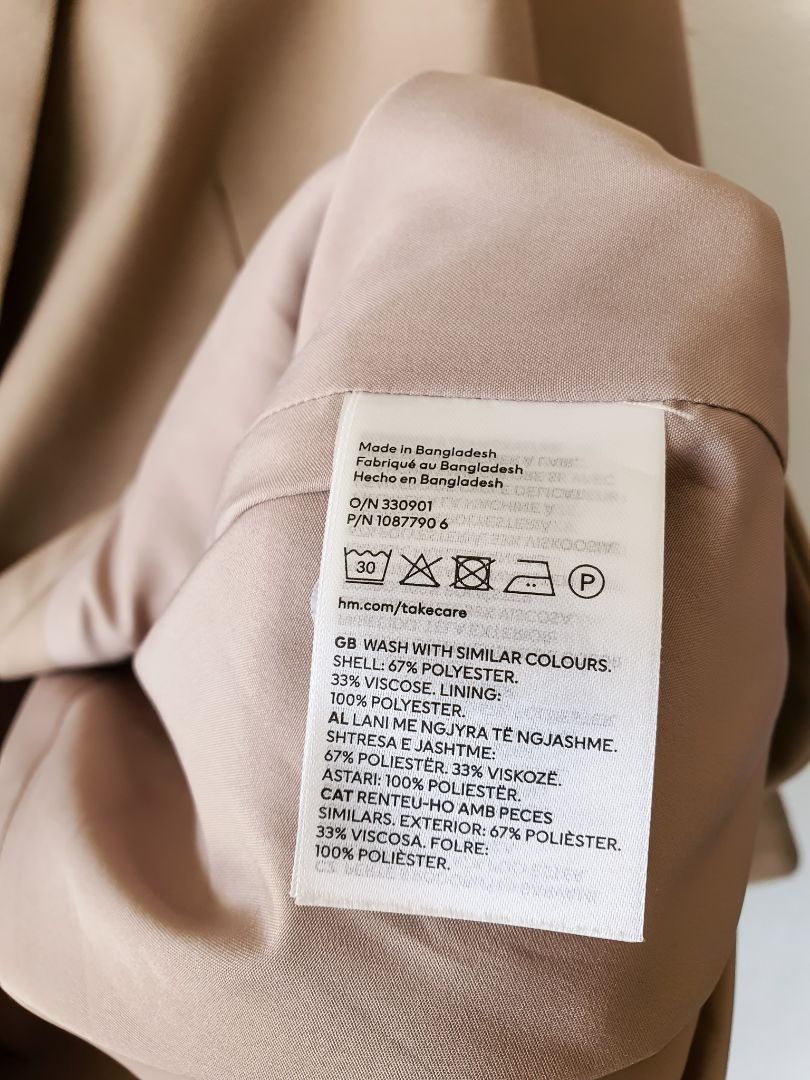 Made in Bangladesh
Fabriqué au Bangladesh
Hecho en Bangladesh
O/N 330901
P/N 1087790 6
30 P
hm.com/takecare
GB WASH WITH SIMILAR COLOURS.
SHELL: 67% POLYESTER.
33% VISCOSE. LINING:
100% POLYESTER.
AL LANI ME NGJYRA TË NGJASHME.
SHTRESA E JASHTME:
67% POLIESTËR. 33% VISKOZË.
ASTARI: 100% POLIESTËR.
CAT RENTEU-HO AMB PECES
SIMILARS. EXTERIOR: 67% POLIÈSTER.
33% VISCOSA. FOLRE:
100% POLIÈSTER.